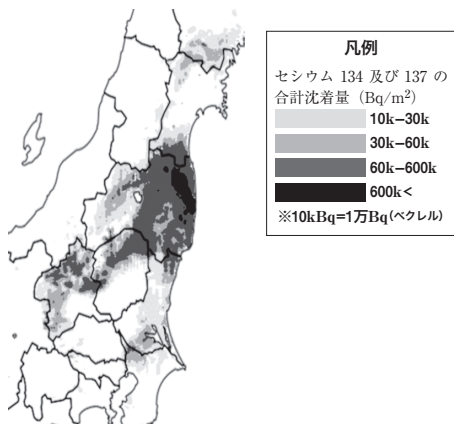 凡例
セシウム 134 及び 137 の
合計沈着量（Bq/m²）
10k−30k
30k−60k
60k−600k
600k<
※10kBq=1万Bq(ベクレル)